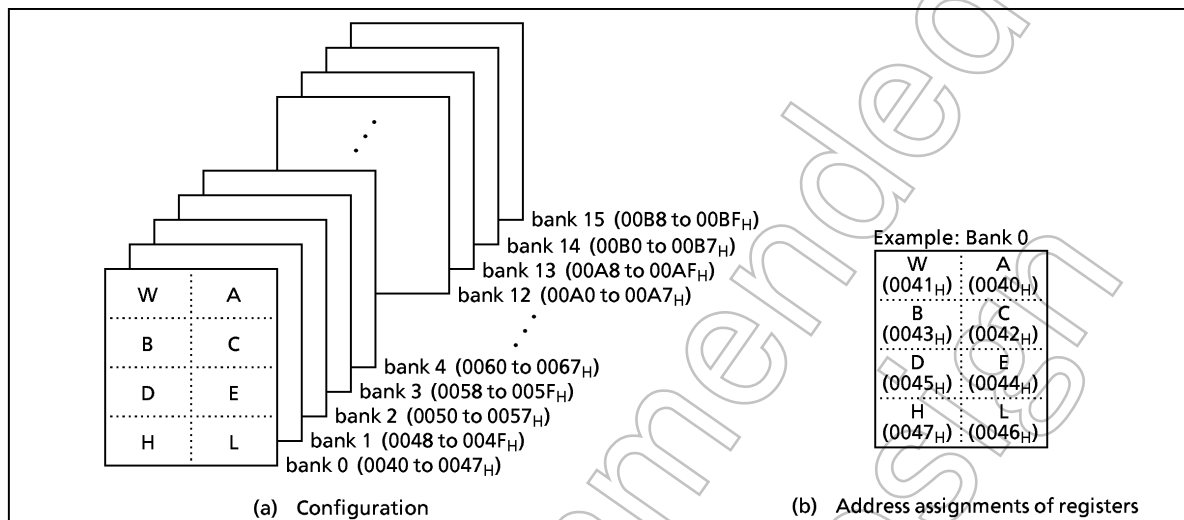 bank 15 (00B8 to 00BFH)
bank 14 (00B0 to 00B7H)
bank 13 (00A8 to 00AFH)
bank 12 (00A0 to 00A7H)
bank 4 (0060 to 0067H)
bank 3 (0058 to 005FH)
bank 2 (0050 to 0057H)
bank 1 (0048 to 004FH)
bank 0 (0040 to 0047H)
W A
B C
D E
H L
(a) Configuration
Example: Bank 0
W A
(0041H) (0040H)
B C
(0043H) (0042H)
D E
(0045H) (0044H)
H L
(0047H) (0046H)
(b) Address assignments of registers